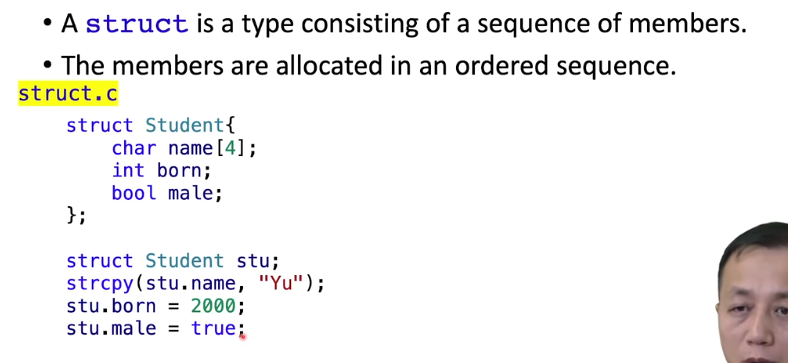 • A struct is a type consisting of a sequence of members.
• The members are allocated in an ordered sequence.
struct.c
struct Student{
    char name[4];
    int born;
    bool male;
};
struct Student stu;
strcpy(stu.name, "Yu");
stu.born = 2000;
stu.male = true;